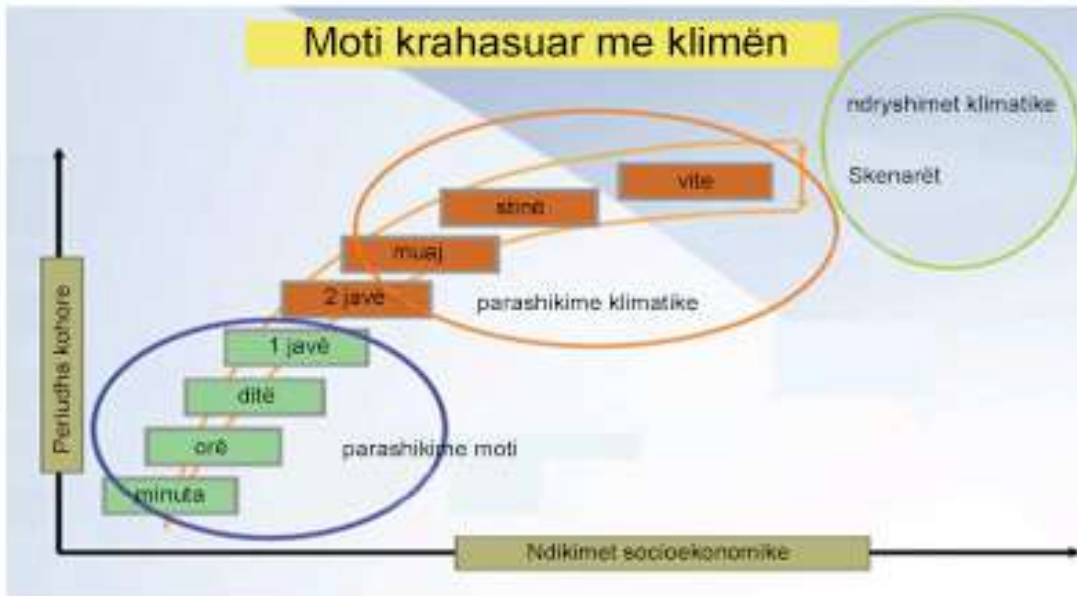 Moti krahasuar me klimën
ndryshimet klimatike
Skenarët
vite
stinë
muaj
2 javë
parashikime klimatike
1 javë
ditë
orë
parashikime moti
minuta
Periudha kohore
Ndikimet socioekonomike